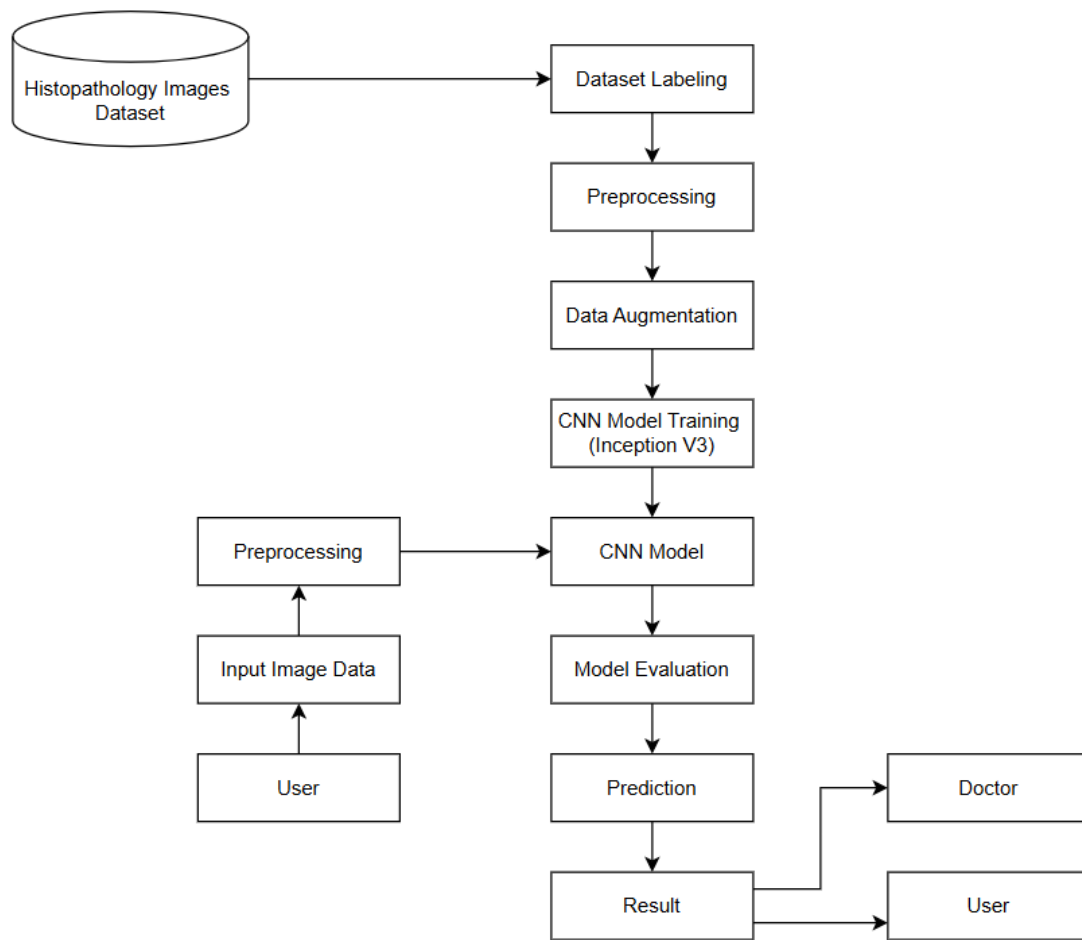 Histopathology Images
Dataset
Dataset Labeling
Preprocessing
Data Augmentation
CNN Model Training
(Inception V3)
Preprocessing
CNN Model
Input Image Data
Model Evaluation
User
Prediction
Doctor
Result
User